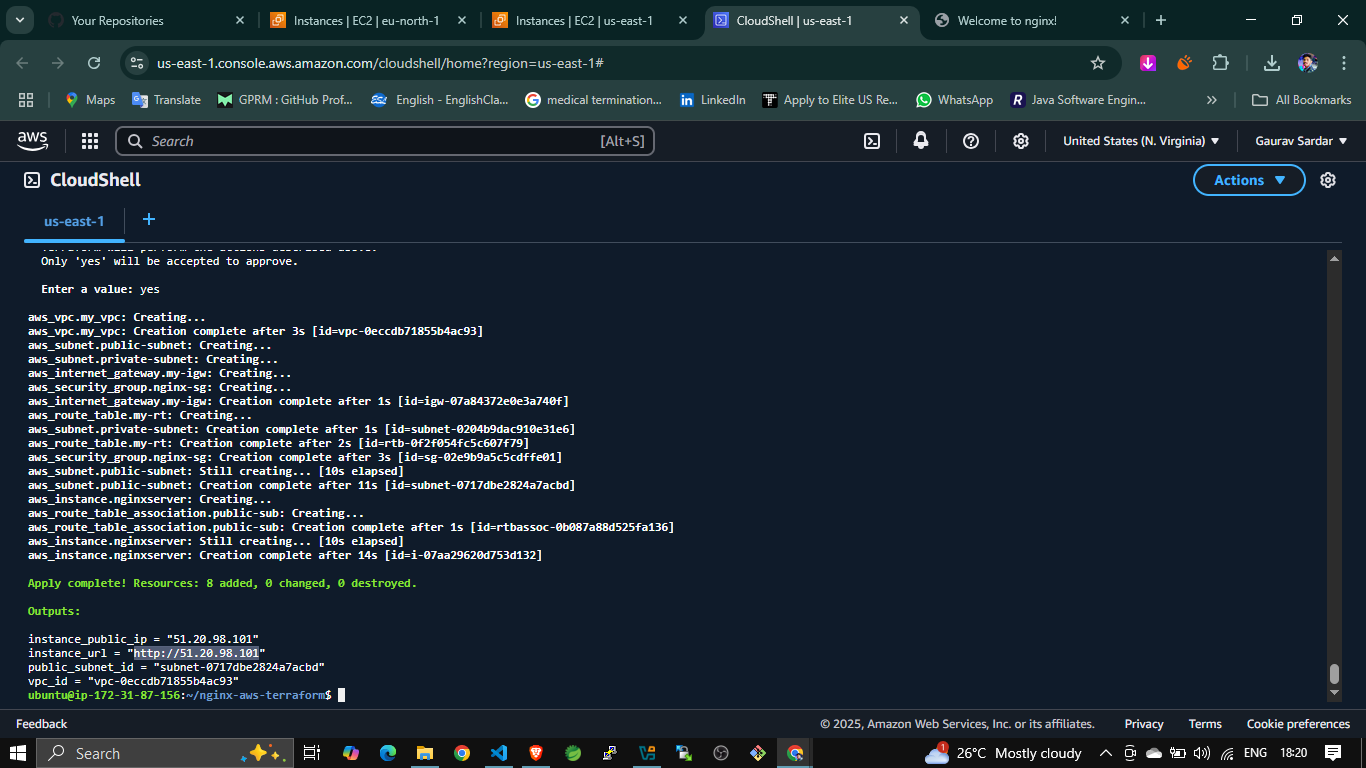 Your Repositories
Instances | EC2 | eu-north-1
Instances | EC2 | us-east-1
CloudShell | us-east-1
Welcome to nginx!
us-east-1.console.aws.amazon.com/cloudshell/home?region=us-east-1#
Maps
Translate
GPRM : GitHub Prof...
English - EnglishCla...
medical termination...
LinkedIn
Apply to Elite US Re...
WhatsApp
Java Software Engin...
All Bookmarks
aws
Search
[Alt+S]
United States (N. Virginia)
Gaurav Sardar
CloudShell
Actions
us-east-1
Terraform will perform the actions described above.
Only 'yes' will be accepted to approve.
Enter a value: yes
aws_vpc.my_vpc: Creating...
aws_vpc.my_vpc: Creation complete after 3s [id=vpc-0eccdb71855b4ac93]
aws_subnet.public-subnet: Creating...
aws_subnet.private-subnet: Creating...
aws_internet_gateway.my-igw: Creating...
aws_security_group.nginx-sg: Creating...
aws_internet_gateway.my-igw: Creation complete after 1s [id=igw-07a84372e0e3a740f]
aws_route_table.my-rt: Creating...
aws_subnet.private-subnet: Creation complete after 1s [id=subnet-0204b9dac910e31e6]
aws_route_table.my-rt: Creation complete after 2s [id=rtb-0f2f054fc5c607f79]
aws_security_group.nginx-sg: Creation complete after 3s [id=sg-02e9b9a5c5cdffe01]
aws_subnet.public-subnet: Still creating... [10s elapsed]
aws_subnet.public-subnet: Creation complete after 11s [id=subnet-0717dbe2824a7acbd]
aws_instance.nginxserver: Creating...
aws_route_table_association.public-sub: Creating...
aws_route_table_association.public-sub: Creation complete after 1s [id=rtbassoc-0b087a88d525fa136]
aws_instance.nginxserver: Still creating... [10s elapsed]
aws_instance.nginxserver: Creation complete after 14s [id=i-07aa29620d753d132]
Apply complete! Resources: 8 added, 0 changed, 0 destroyed.
Outputs:
instance_public_ip = "51.20.98.101"
instance_url = "http://51.20.98.101"
public_subnet_id = "subnet-0717dbe2824a7acbd"
vpc_id = "vpc-0eccdb71855b4ac93"
ubuntu@ip-172-31-87-156:~/nginx-aws-terraform$
Feedback
© 2025, Amazon Web Services, Inc. or its affiliates.
Privacy
Terms
Cookie preferences
Search
1
26°C Mostly cloudy
ENG
18:20